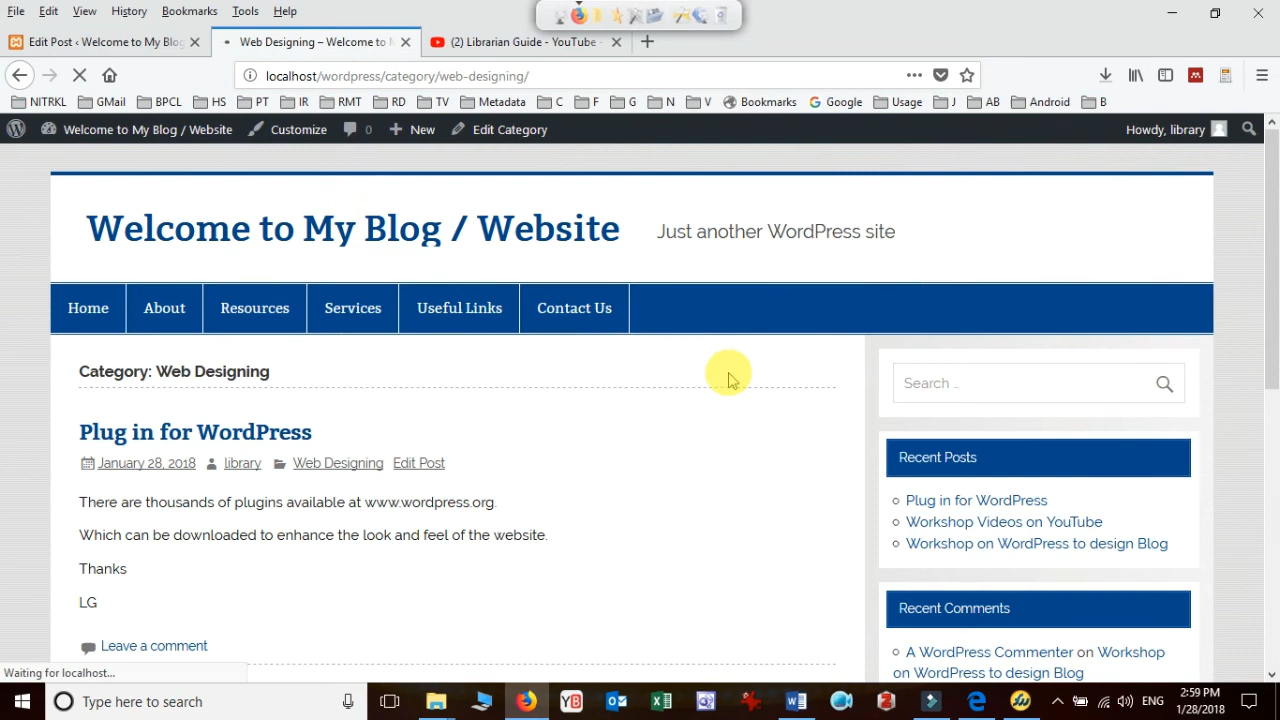 File Edit View History Bookmarks Tools Help
Edit Post ‹ Welcome to My Blog
Web Designing – Welcome to M
(2) Librarian Guide - YouTube -
localhost/wordpress/category/web-designing/
NITRKL GMail BPCL HS PT IR RMT RD TV Metadata C F G N V Bookmarks Google Usage J AB Android B
Welcome to My Blog / Website Customize 0 New Edit Category Howdy, library
Welcome to My Blog / Website Just another WordPress site
Home About Resources Services Useful Links Contact Us
Category: Web Designing
Plug in for WordPress
January 28, 2018 library Web Designing Edit Post
There are thousands of plugins available at www.wordpress.org.
Which can be downloaded to enhance the look and feel of the website.
Thanks
LG
Leave a comment
Search ...
Recent Posts
Plug in for WordPress
Workshop Videos on YouTube
Workshop on WordPress to design Blog
Recent Comments
A WordPress Commenter on Workshop
on WordPress to design Blog
Waiting for localhost...
Type here to search
ENG
2:59 PM
1/28/2018